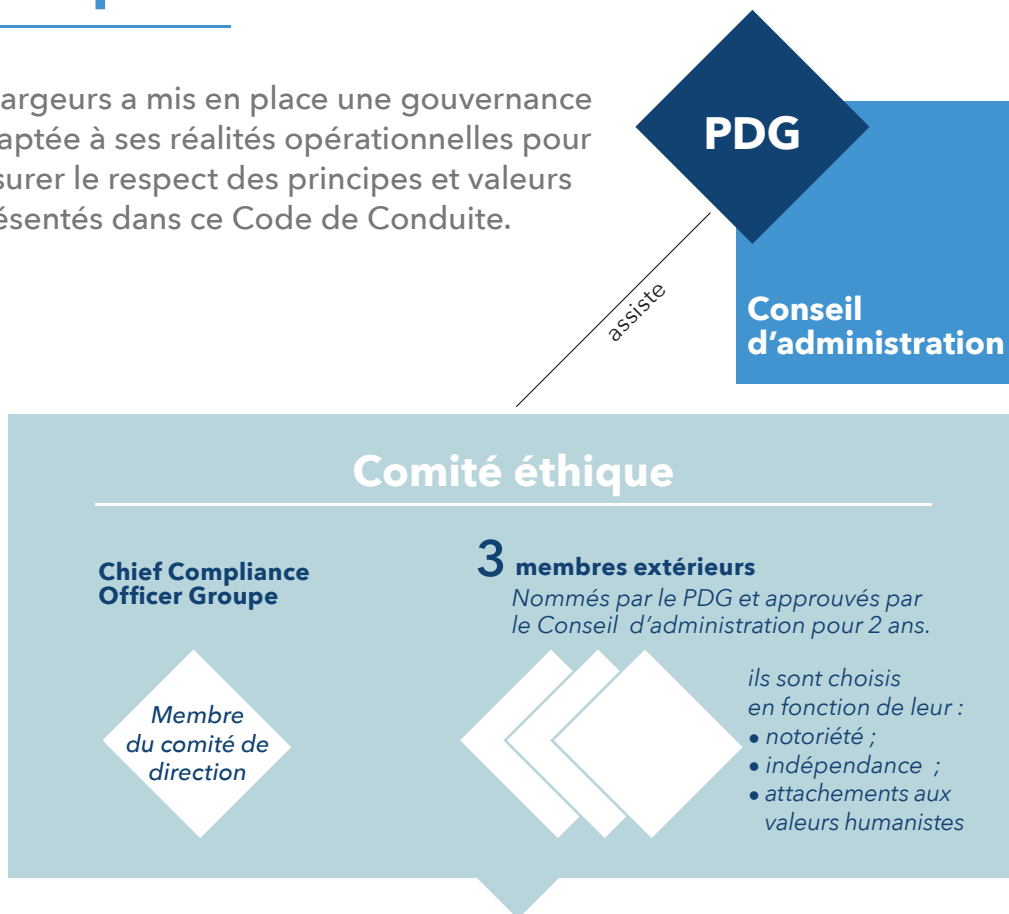 argeurs a mis en place une gouvernance
aptée à ses réalités opérationnelles pour
surer le respect des principes et valeurs
ésentés dans ce Code de Conduite.
PDG
assiste
Conseil
d'administration
Comité éthique
Chief Compliance
Officer Groupe
Membre
du comité de
direction
3 membres extérieurs
Nommés par le PDG et approuvés par
le Conseil d'administration pour 2 ans.
ils sont choisis
en fonction de leur :
• notoriété ;
• indépendance ;
• attachements aux
valeurs humanistes